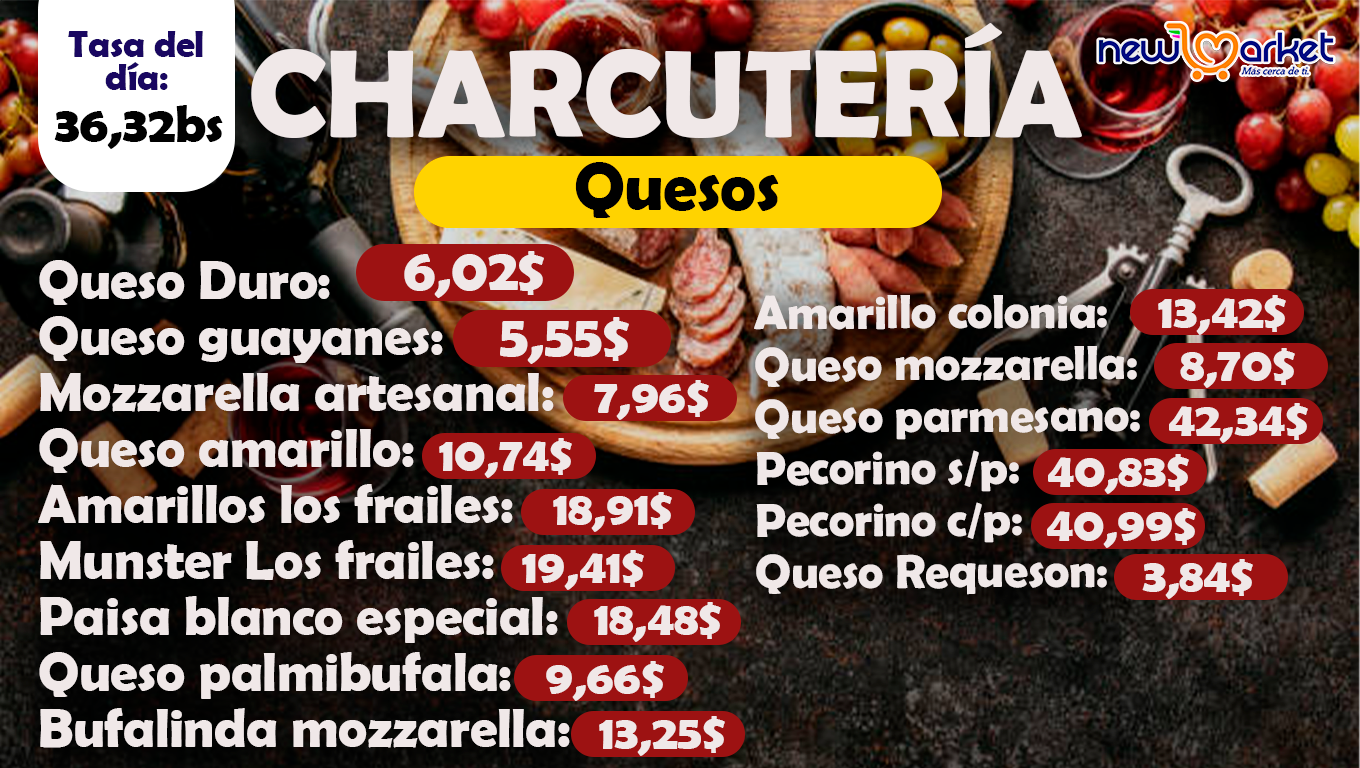 Tasa del
día:
36,32bs
CHARCUTERÍA
new market
Más cerca de ti.
Quesos
Queso Duro: 6,02$
Queso guayanes: 5,55$
Mozzarella artesanal: 7,96$
Queso amarillo: 10,74$
Amarillos los frailes: 18,91$
Munster Los frailes: 19,41$
Paisa blanco especial: 18,48$
Queso palmibufala: 9,66$
Bufalinda mozzarella: 13,25$
Amarillo colonia: 13,42$
Queso mozzarella: 8,70$
Queso parmesano: 42,34$
Pecorino s/p: 40,83$
Pecorino c/p: 40,99$
Queso Requeson: 3,84$